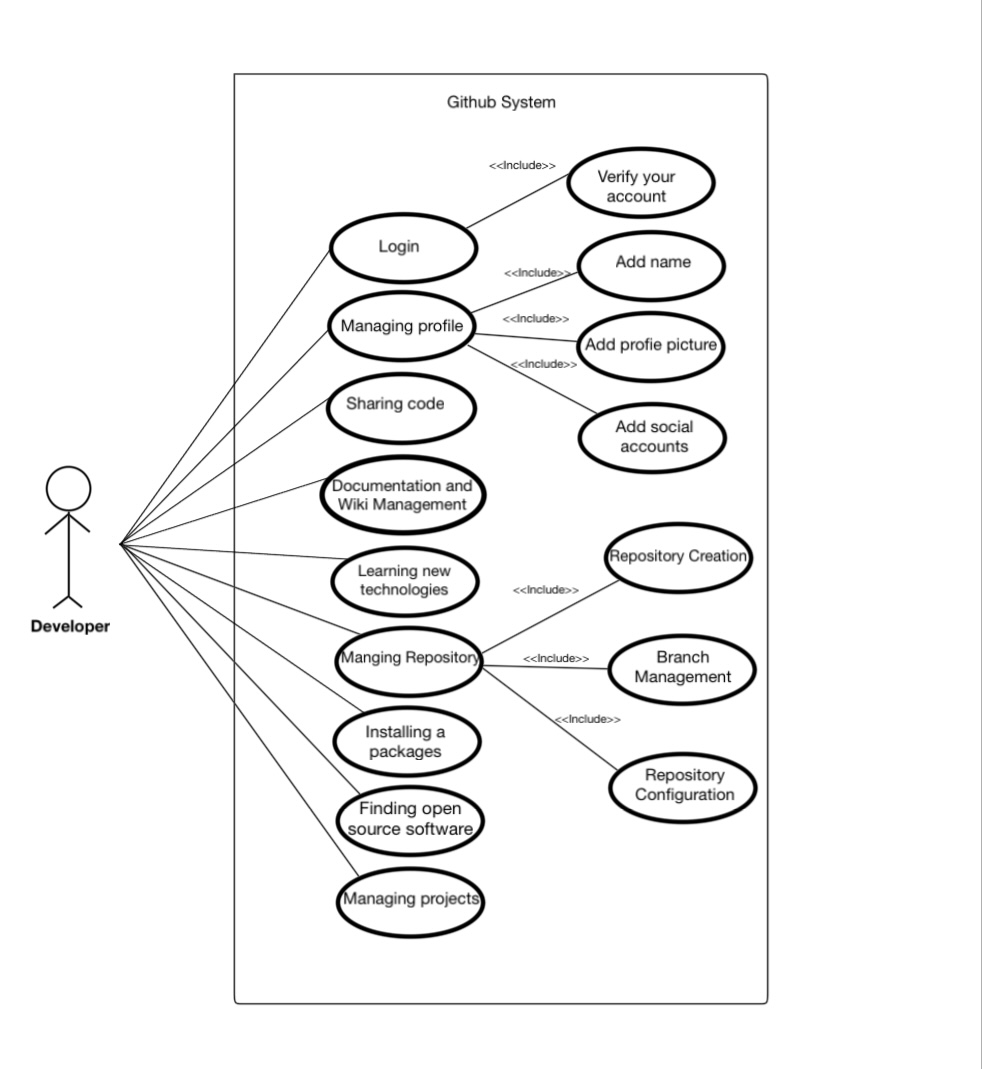 Github System
<<Include>>
Verify your
account
Login
Add name
<<Include>>
Managing profile
<<Include>>
Add profie picture
<<Include>>
Sharing code
Add social
accounts
Documentation and
Wiki Management
Repository Creation
Learning new
technologies
<<Include>>
Developer
Manging Repository
<<Include>>
Branch
Management
<<Include>>
Installing a
packages
Repository
Configuration
Finding open
source software
Managing projects